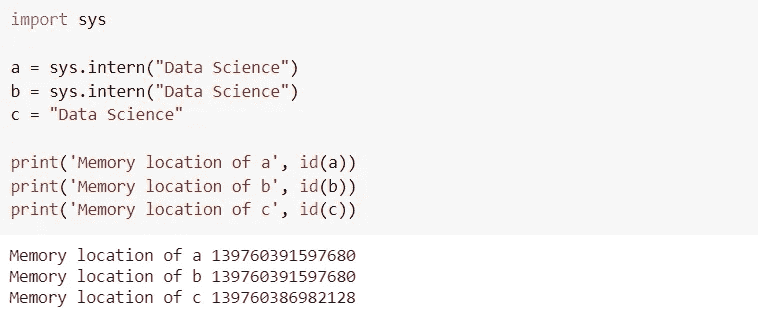 import sys
a = sys.intern("Data Science")
b = sys.intern("Data Science")
c = "Data Science"
print('Memory location of a', id(a))
print('Memory location of b', id(b))
print('Memory location of c', id(c))
Memory location of a 139760391597680
Memory location of b 139760391597680
Memory location of c 139760386982128